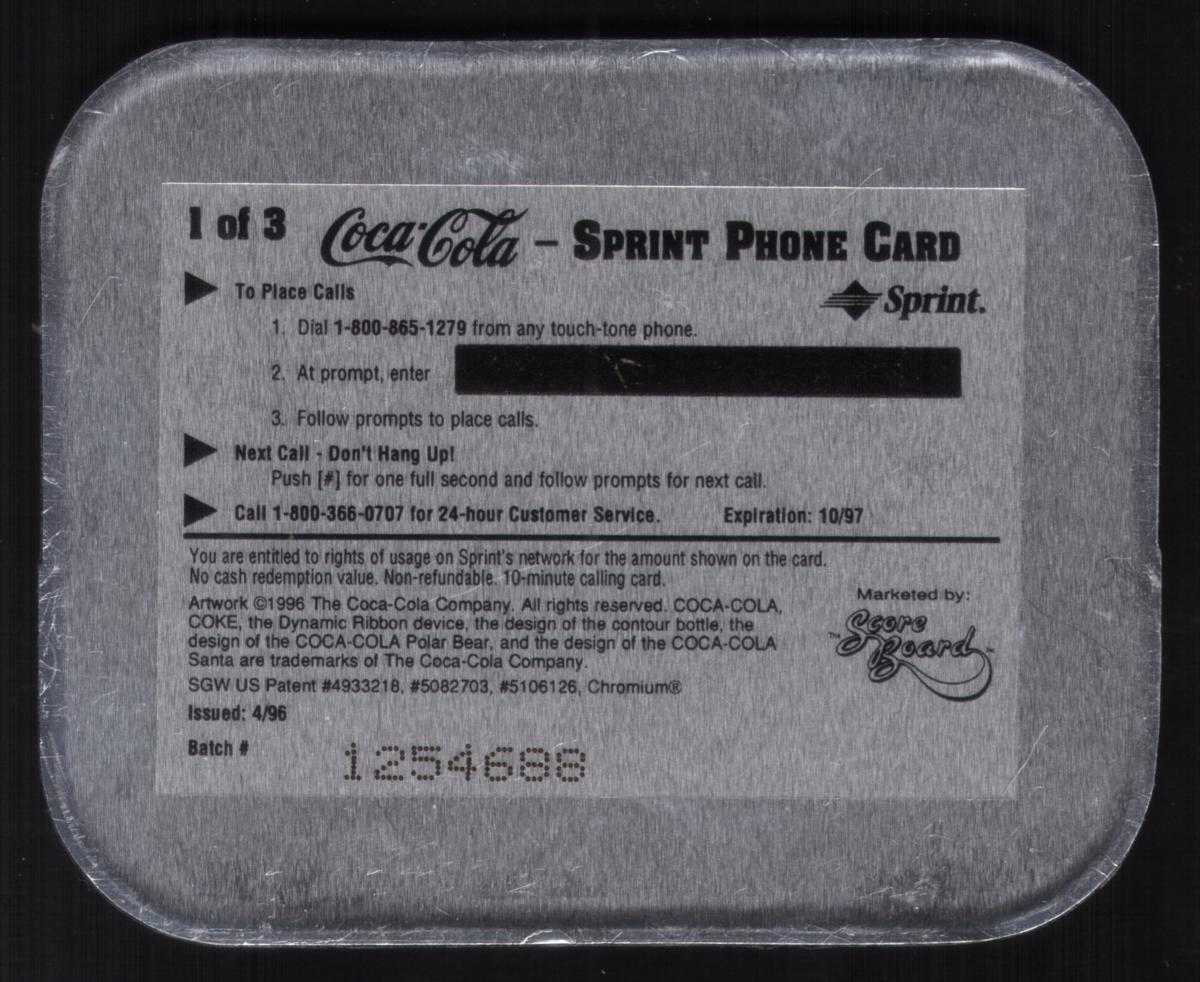 1 of 3 Coca-Cola – SPRINT PHONE CARD
To Place Calls
Sprint.
1. Dial 1-800-865-1279 from any touch-tone phone.
2. At prompt, enter
3. Follow prompts to place calls.
Next Call - Don't Hang Up!
Push [#] for one full second and follow prompts for next call.
Call 1-800-366-0707 for 24-hour Customer Service. Expiration: 10/97
You are entitled to rights of usage on Sprint's network for the amount shown on the card.
No cash redemption value. Non-refundable. 10-minute calling card.
Artwork ©1996 The Coca-Cola Company. All rights reserved. COCA-COLA,
COKE, the Dynamic Ribbon device, the design of the contour bottle, the
design of the COCA-COLA Polar Bear, and the design of the COCA-COLA
Santa are trademarks of The Coca-Cola Company.
Marketed by:
™Score
Board™
SGW US Patent #4933218, #5082703, #5106126, Chromium®
Issued: 4/96
Batch # 1254688